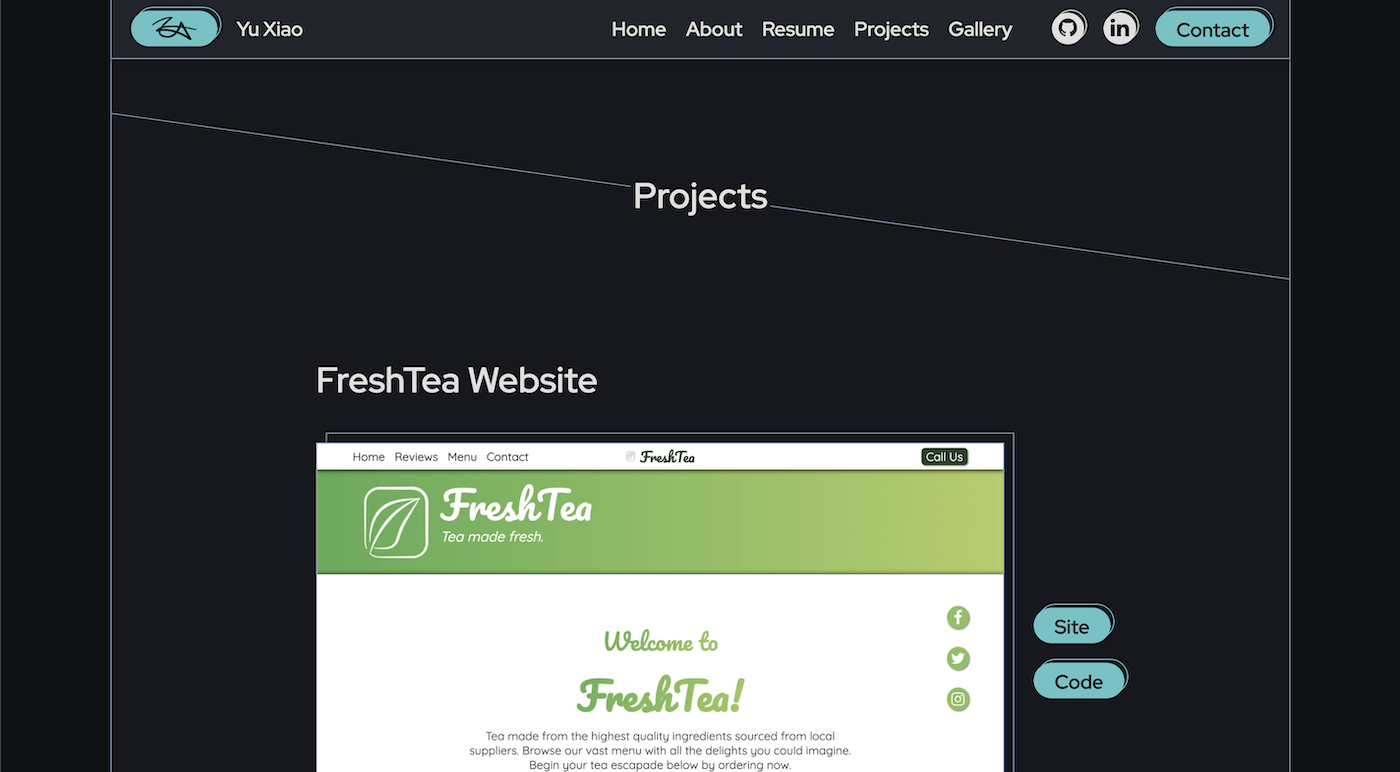 Yu Xiao
Home About Resume Projects Gallery
in
Contact
Projects
FreshTea Website
Home Reviews Menu Contact
FreshTea
Call Us
FreshTea
Tea made fresh.
Welcome to
FreshTea!
Tea made from the highest quality ingredients sourced from local
suppliers. Browse our vast menu with all the delights you could imagine.
Begin your tea escapade below by ordering now.
Site
Code